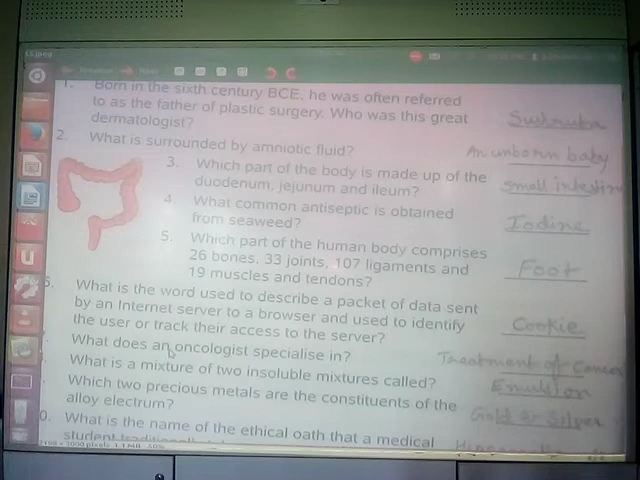 1. Born in the sixth century BCE, he was often referred
to as the father of plastic surgery. Who was this great
dermatologist? Sushruta
2. What is surrounded by amniotic fluid? An unborn baby
3. Which part of the body is made up of the
duodenum, jejunum and ileum? Small intestin
4. What common antiseptic is obtained
from seaweed? Iodine
5. Which part of the human body comprises
26 bones, 33 joints, 107 ligaments and
19 muscles and tendons? Foot
6. What is the word used to describe a packet of data sent
by an Internet server to a browser and used to identify
the user or track their access to the server? Cookie
What does an oncologist specialise in? Treatment of Cancer
What is a mixture of two insoluble mixtures called? Emulsion
Which two precious metals are the constituents of the
alloy electrum? Gold & Silver
0. What is the name of the ethical oath that a medical
student